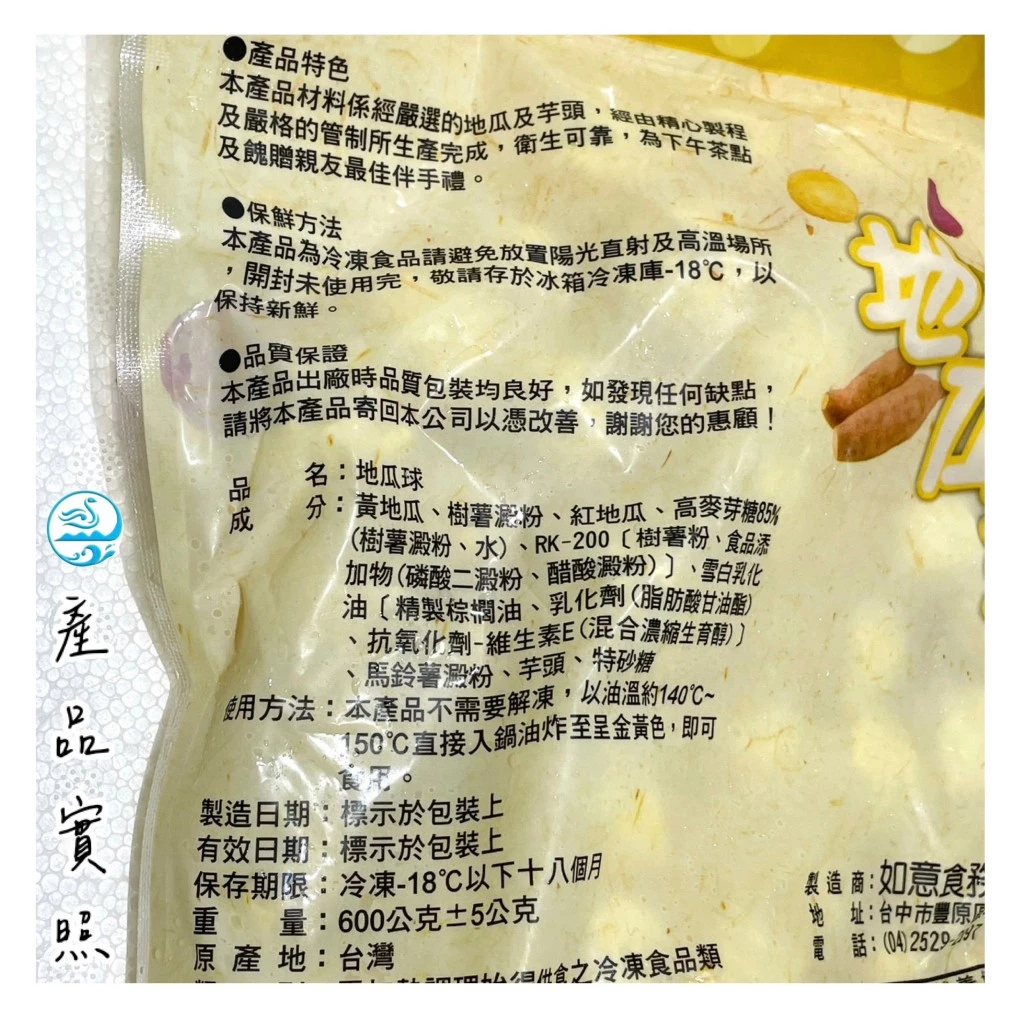 ●產品特色
本產品材料係經嚴選的地瓜及芋頭，經由精心製程
及嚴格的管制所生產完成，衛生可靠，為下午茶點
及餽贈親友最佳伴手禮。
●保鮮方法
本產品為冷凍食品請避免放置陽光直射及高溫場所
，開封未使用完，敬請存於冰箱冷凍庫-18℃，以
保持新鮮。
●品質保證
本產品出廠時品質包裝均良好，如發現任何缺點，
請將本產品寄回本公司以憑改善，謝謝您的惠顧！
品名：地瓜球
成分：黃地瓜、樹薯澱粉、紅地瓜、高麥芽糖85%
(樹薯澱粉、水)、RK-200〔樹薯粉、食品添
加物(磷酸二澱粉、醋酸澱粉)〕、雪白乳化
油〔精製棕櫚油、乳化劑(脂肪酸甘油酯)
、抗氧化劑-維生素E(混合濃縮生育醇)〕
、馬鈴薯澱粉、芋頭、特砂糖
使用方法：本產品不需要解凍，以油溫約140℃~
150℃直接入鍋油炸至呈金黃色，即可
食用。
製造日期：標示於包裝上
有效日期：標示於包裝上
保存期限：冷凍-18℃以下十八個月
重量：600公克±5公克
原產地：台灣
之冷凍食品類
製造商：如意食
地址：台中市豐原
電話：(04)2529-
地
產品實照